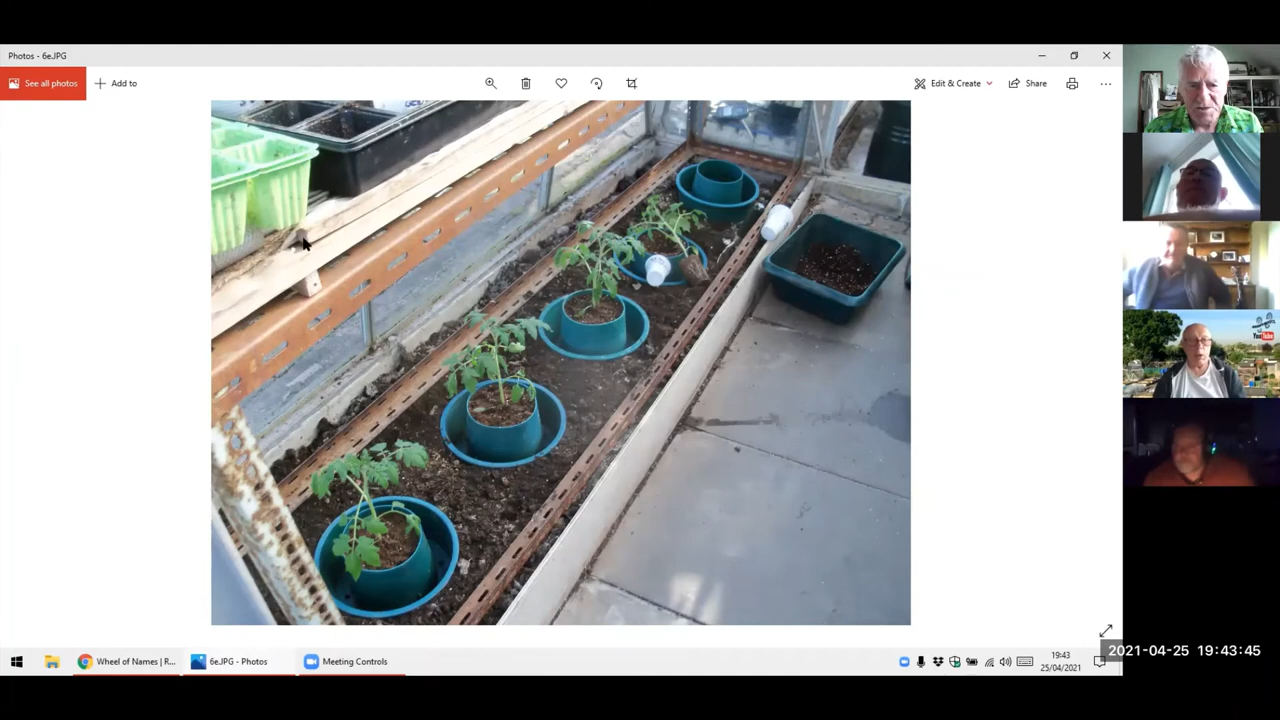 Photos - 6e.JPG
See all photos
Add to
Edit & Create
Share
YouTube
Wheel of Names | R...
6e.JPG - Photos
Meeting Controls
19:43
25/04/2021
2021-04-25 19:43:45